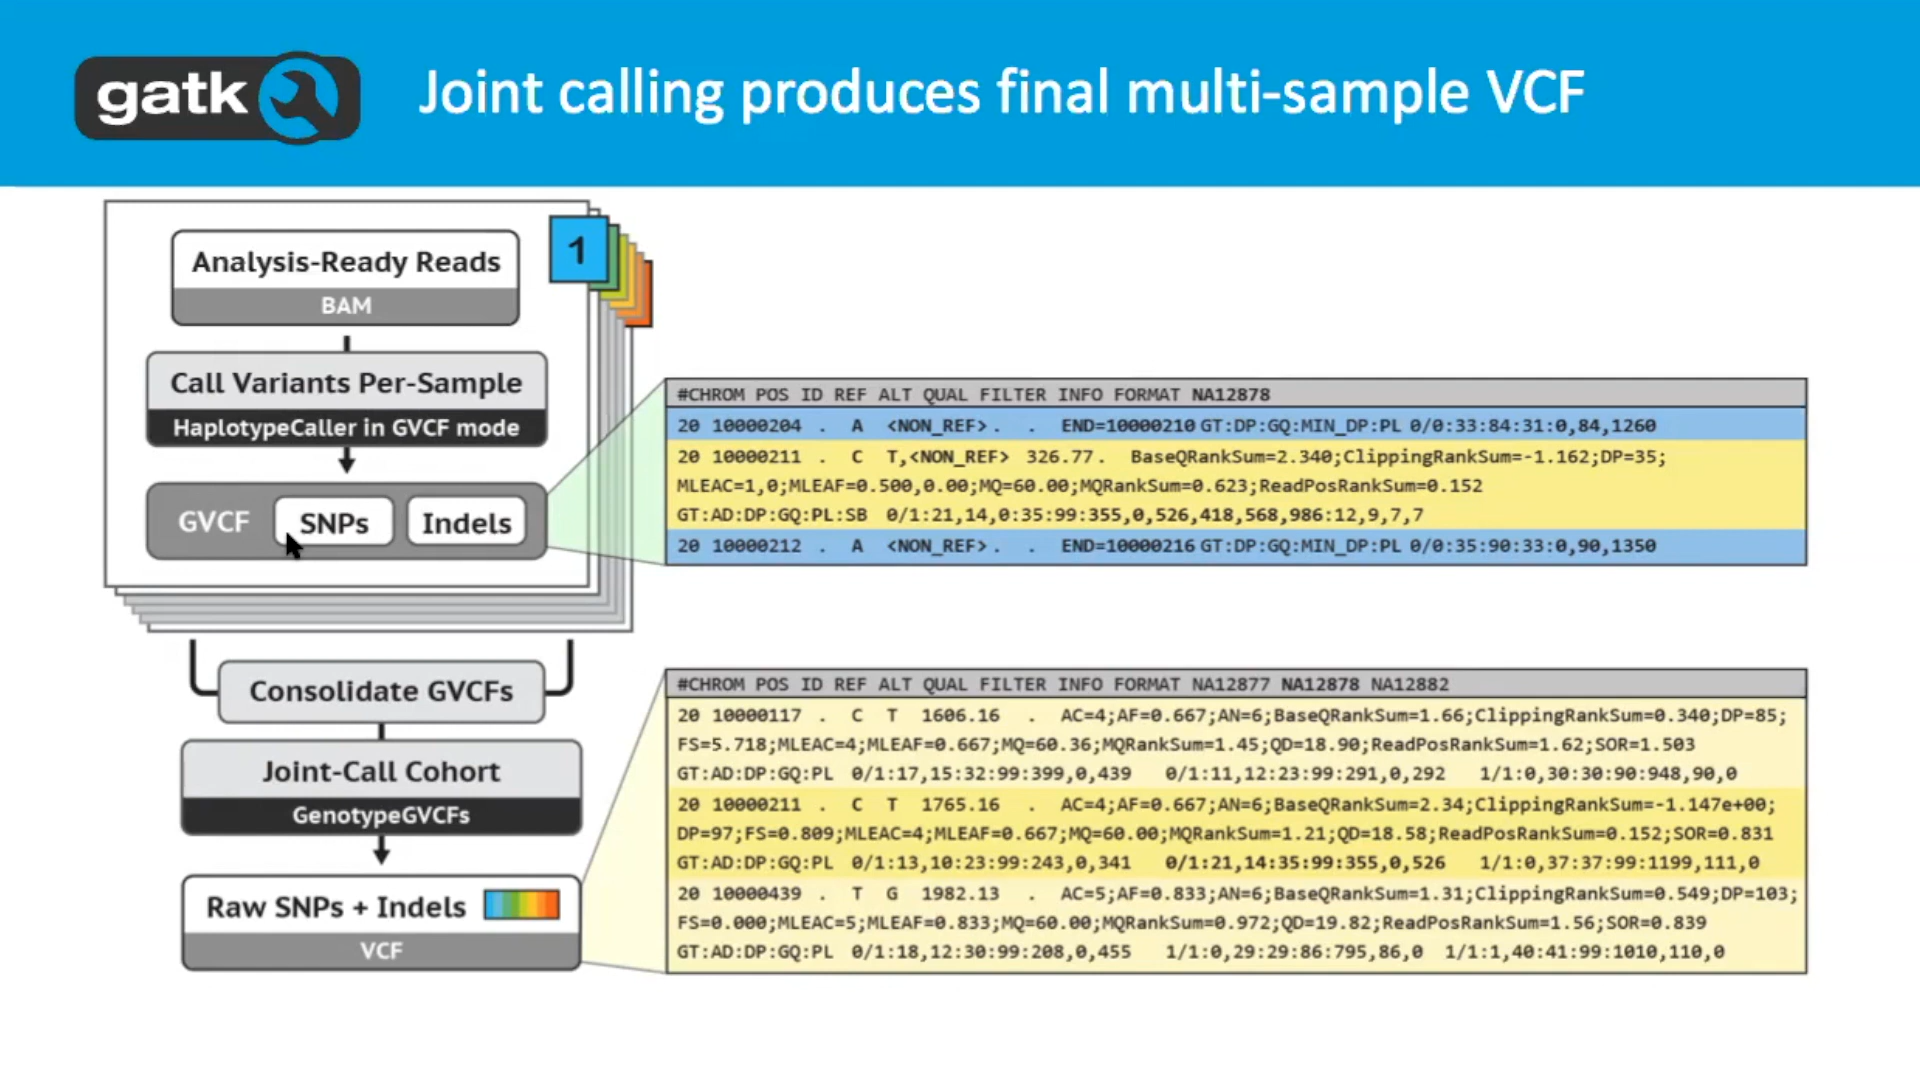 gatk
Joint calling produces final multi-sample VCF
1
Analysis-Ready Reads
BAM
Call Variants Per-Sample
HaplotypeCaller in GVCF mode
GVCF SNPs Indels
#CHROM POS ID REF ALT QUAL FILTER INFO FORMAT NA12878
20 10000204 . A <NON_REF>. . END=10000210 GT:DP:GQ:MIN_DP:PL 0/0:33:84:31:0,84,1260
20 10000211 . C T,<NON_REF> 326.77. BaseQRankSum=2.340;ClippingRankSum=-1.162;DP=35;
MLEAC=1,0;MLEAF=0.500,0.00;MQ=60.00;MQRankSum=0.623;ReadPosRankSum=0.152
GT:AD:DP:GQ:PL:SB 0/1:21,14,0:35:99:355,0,526,418,568,986:12,9,7,7
20 10000212 . A <NON_REF>. . END=10000216 GT:DP:GQ:MIN_DP:PL 0/0:35:90:33:0,90,1350
Consolidate GVCFs
Joint-Call Cohort
GenotypeGVCFs
Raw SNPs + Indels
VCF
#CHROM POS ID REF ALT QUAL FILTER INFO FORMAT NA12877 NA12878 NA12882
20 10000117 . C T 1606.16 . AC=4;AF=0.667;AN=6;BaseQRankSum=1.66;ClippingRankSum=0.340;DP=85;
FS=5.718;MLEAC=4;MLEAF=0.667;MQ=60.36;MQRankSum=1.45;QD=18.90;ReadPosRankSum=1.62;SOR=1.503
GT:AD:DP:GQ:PL 0/1:17,15:32:99:399,0,439 0/1:11,12:23:99:291,0,292 1/1:0,30:30:90:948,90,0
20 10000211 . C T 1765.16 . AC=4;AF=0.667;AN=6;BaseQRankSum=2.34;ClippingRankSum=-1.147e+00;
DP=97;FS=0.809;MLEAC=4;MLEAF=0.667;MQ=60.00;MQRankSum=1.21;QD=18.58;ReadPosRankSum=0.152;SOR=0.831
GT:AD:DP:GQ:PL 0/1:13,10:23:99:243,0,341 0/1:21,14:35:99:355,0,526 1/1:0,37:37:99:1199,111,0
20 10000439 . T G 1982.13 . AC=5;AF=0.833;AN=6;BaseQRankSum=1.31;ClippingRankSum=0.549;DP=103;
FS=0.000;MLEAC=5;MLEAF=0.833;MQ=60.00;MQRankSum=0.972;QD=19.82;ReadPosRankSum=1.56;SOR=0.839
GT:AD:DP:GQ:PL 0/1:18,12:30:99:208,0,455 1/1:0,29:29:86:795,86,0 1/1:1,40:41:99:1010,110,0